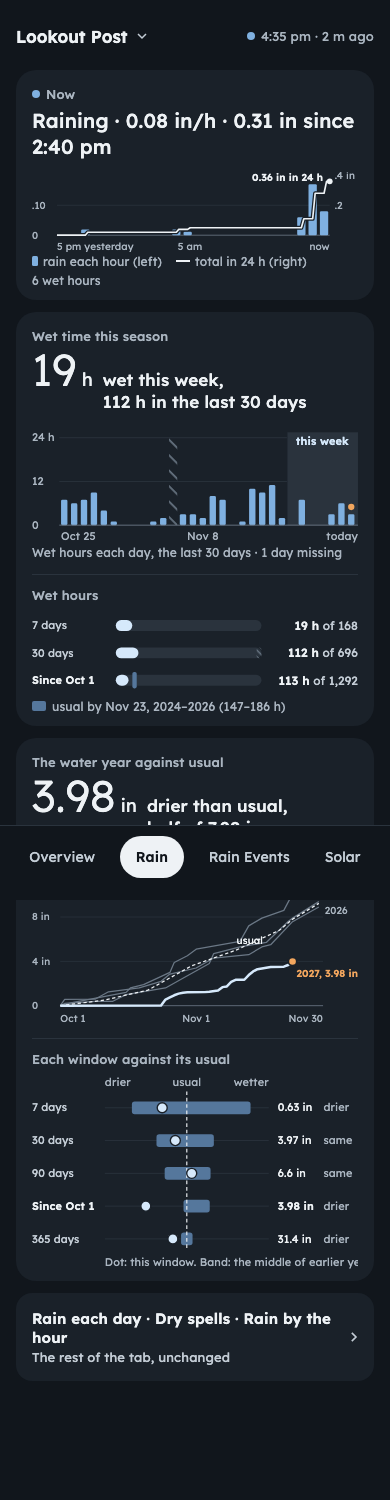 Lookout Post
4:35 pm · 2 m ago
Now
Raining · 0.08 in/h · 0.31 in since
2:40 pm
0.36 in in 24 h
.4 in
.10
.2
0
5 pm yesterday
5 am
now
rain each hour (left)
total in 24 h (right)
6 wet hours
Wet time this season
19 h wet this week,
112 h in the last 30 days
24 h
this week
12
0
Oct 25
Nov 8
today
Wet hours each day, the last 30 days · 1 day missing
Wet hours
7 days
19 h of 168
30 days
112 h of 696
Since Oct 1
113 h of 1,292
usual by Nov 23, 2024–2026 (147–186 h)
The water year against usual
3.98 in drier than usual,
Overview
Rain
Rain Events
Solar
8 in
2026
usual
4 in
2027, 3.98 in
0
Oct 1
Nov 1
Nov 30
Each window against its usual
drier
usual
wetter
7 days
0.63 in drier
30 days
3.97 in same
90 days
6.6 in same
Since Oct 1
3.98 in drier
365 days
31.4 in drier
Dot: this window. Band: the middle of earlier ye
Rain each day · Dry spells · Rain by the
hour
The rest of the tab, unchanged